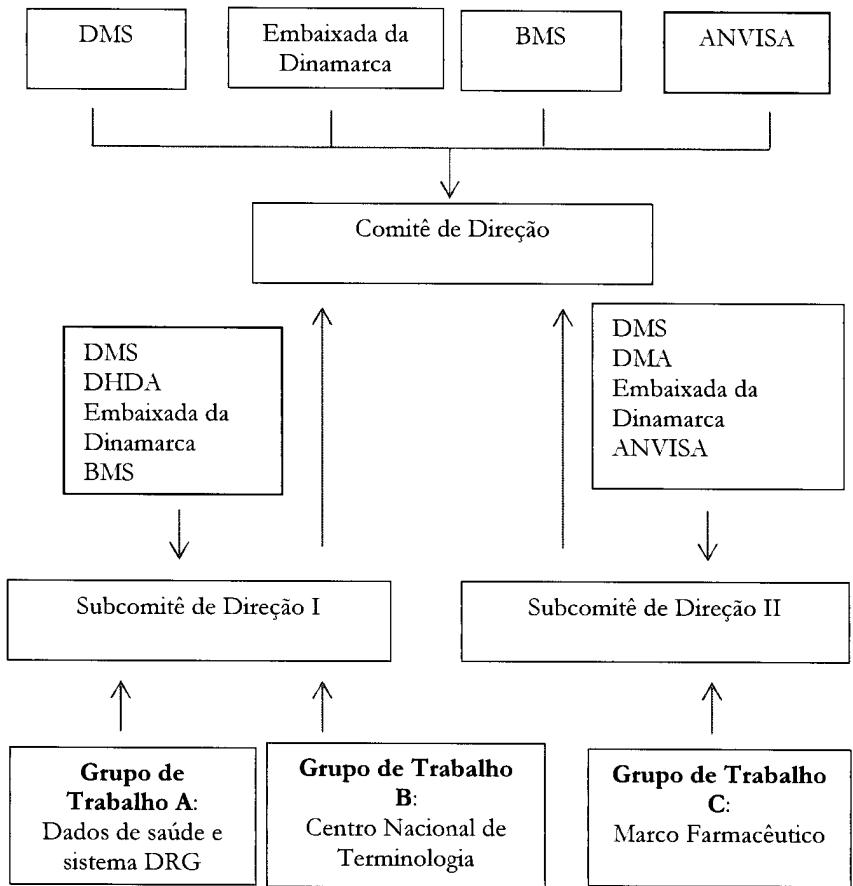 DMS
Embaixada da
Dinamarca
BMS
ANVISA
Comitê de Direção
DMS
DHDA
Embaixada da
Dinamarca
BMS
DMS
DMA
Embaixada da
Dinamarca
ANVISA
Subcomitê de Direção I
Subcomitê de Direção II
Grupo de
Trabalho A:
Dados de saúde e
sistema DRG
Grupo de Trabalho
B:
Centro Nacional de
Terminologia
Grupo de Trabalho
C:
Marco Farmacêutico